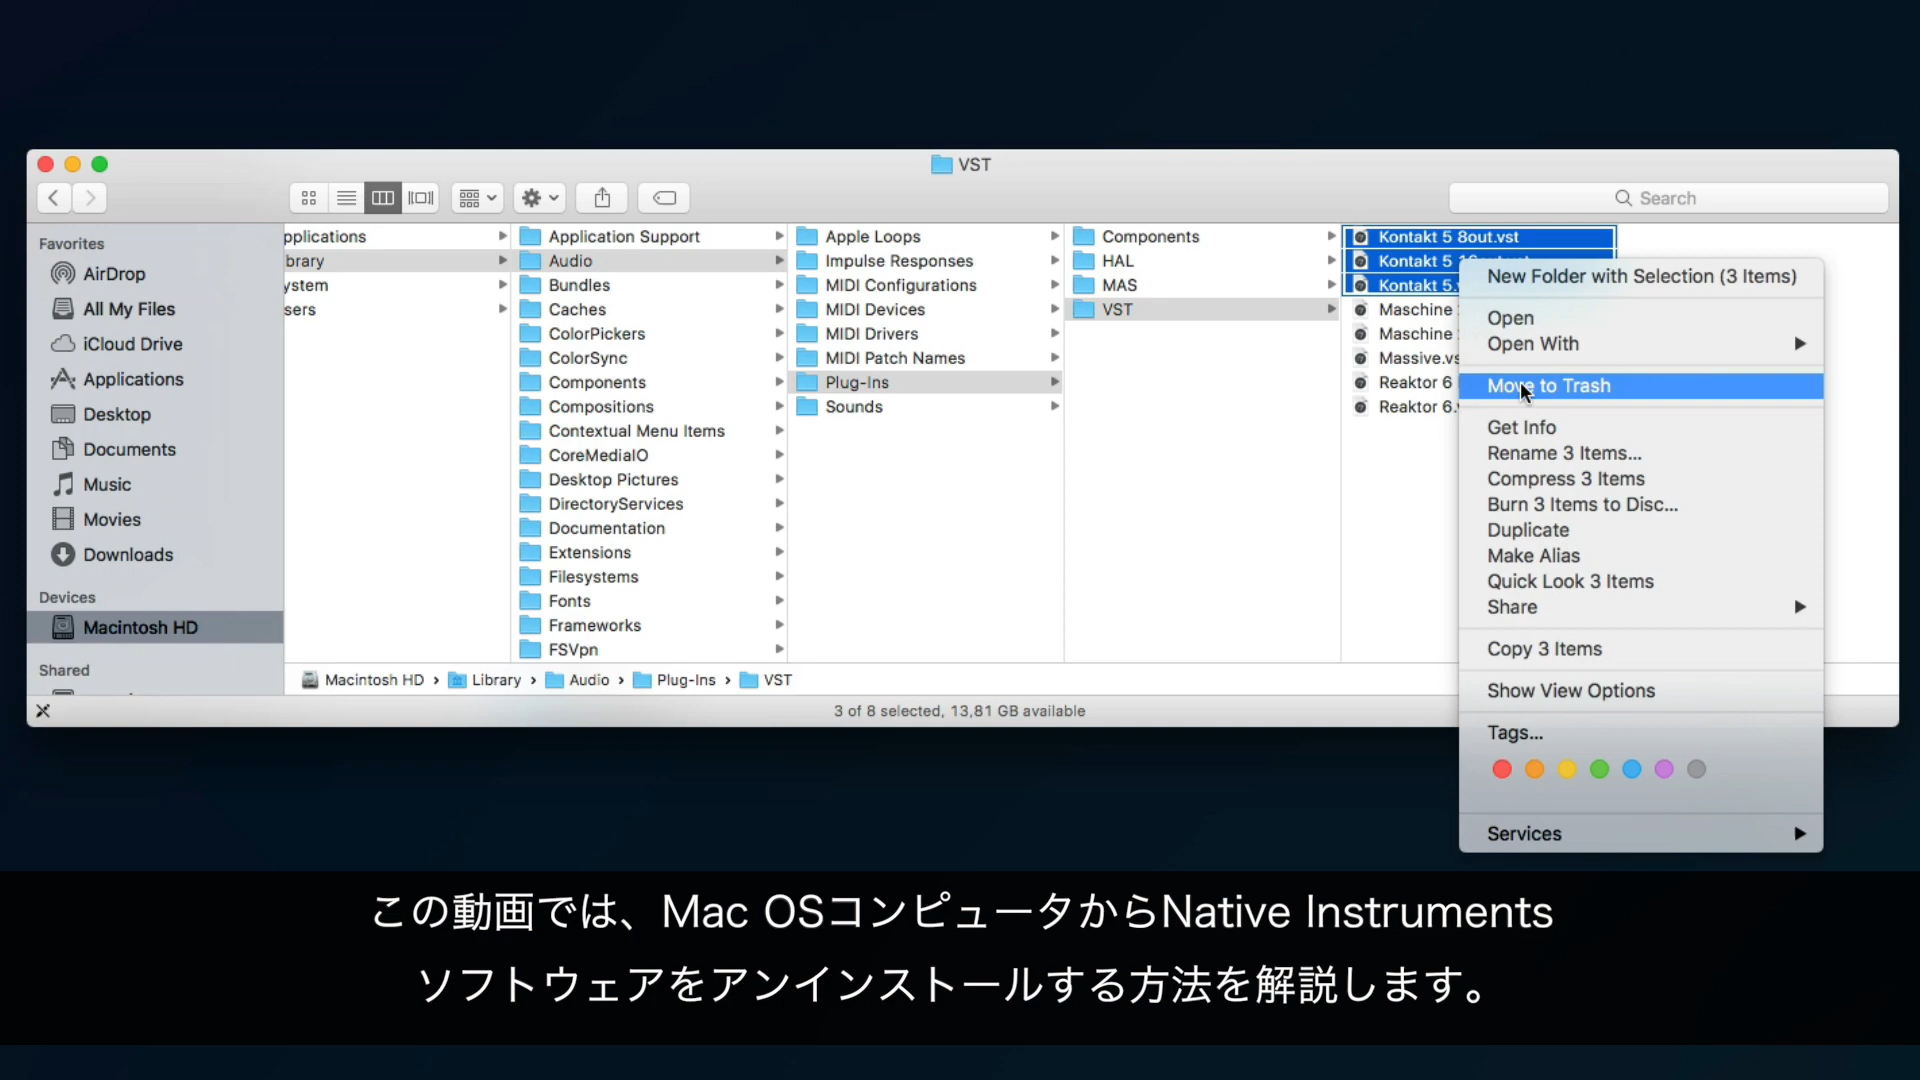 VST
Search
Favorites
AirDrop
All My Files
iCloud Drive
Applications
Desktop
Documents
Music
Movies
Downloads
Devices
Macintosh HD
Shared
pplications
brary
ystem
sers
Application Support
Audio
Bundles
Caches
ColorPickers
ColorSync
Components
Compositions
Contextual Menu Items
CoreMediaIO
Desktop Pictures
DirectoryServices
Documentation
Extensions
Filesystems
Fonts
Frameworks
FSVpn
Apple Loops
Impulse Responses
MIDI Configurations
MIDI Devices
MIDI Drivers
MIDI Patch Names
Plug-Ins
Sounds
Components
HAL
MAS
VST
Kontakt 5 8out.vst
Kontakt 5
Kontakt 5.
Maschine
Maschine
Massive.vs
Reaktor 6
Reaktor 6.
New Folder with Selection (3 Items)
Open
Open With
Move to Trash
Get Info
Rename 3 Items...
Compress 3 Items
Burn 3 Items to Disc...
Duplicate
Make Alias
Quick Look 3 Items
Share
Copy 3 Items
Show View Options
Tags...
Services
Macintosh HD › Library › Audio › Plug-Ins › VST
3 of 8 selected, 13,81 GB available
この動画では、Mac OSコンピュータからNative Instruments
ソフトウェアをアンインストールする方法を解説します。